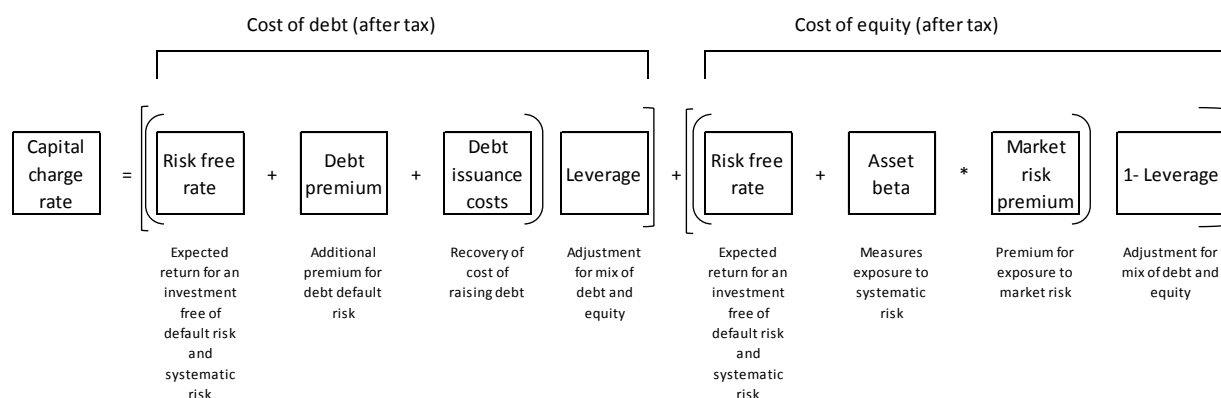 Cost of debt (after tax)
Cost of equity (after tax)
Capital
charge
rate
=
Risk free
rate
+
Debt
premium
+
Debt
issuance
costs
Leverage
+
Risk free
rate
+
Asset
beta
*
Market
risk
premium
1- Leverage
Expected
return for an
investment
free of
default risk
and
systematic
risk
Additional
premium for
debt default
risk
Recovery of
cost of
raising debt
Adjustment
for mix of
debt and
equity
Expected
return for an
investment
free of
default risk
and
systematic
risk
Measures
exposure to
systematic
risk
Premium for
exposure to
market risk
Adjustment for
mix of debt and
equity